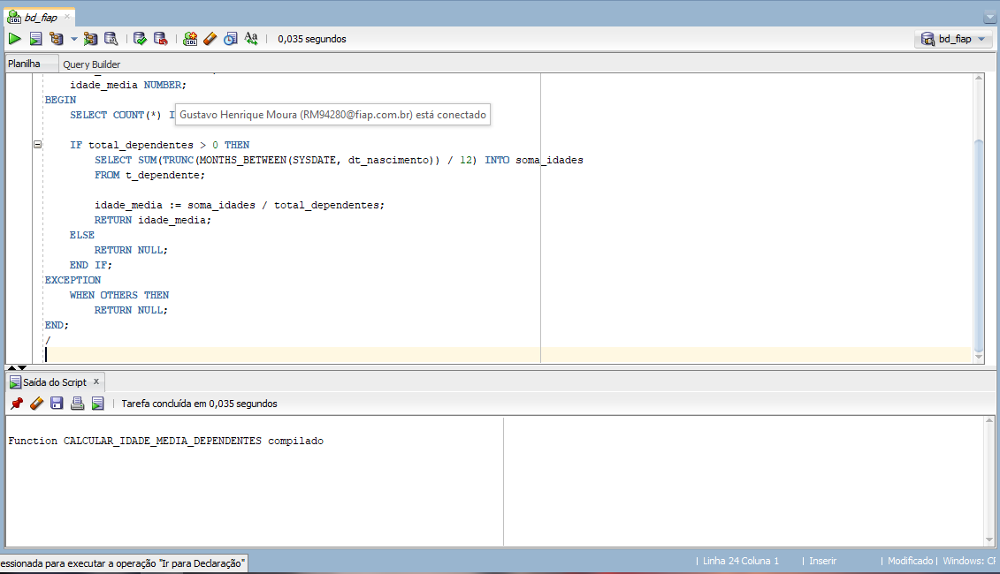 bd_fiap
0,035 segundos
bd_fiap
Planilha
Query Builder
idade_media NUMBER;
BEGIN
SELECT COUNT(*)
Gustavo Henrique Moura (RM94280@fiap.com.br) está conectado
IF total_dependentes > 0 THEN
SELECT SUM(TRUNC(MONTHS_BETWEEN(SYSDATE, dt_nascimento)) / 12) INTO soma_idades
FROM t_dependente;
idade_media := soma_idades / total_dependentes;
RETURN idade_media;
ELSE
RETURN NULL;
END IF;
EXCEPTION
WHEN OTHERS THEN
RETURN NULL;
END;
/
Saída do Script
Tarefa concluída em 0,035 segundos
Function CALCULAR_IDADE_MEDIA_DEPENDENTES compilado
essionada para executar a operação "Ir para Declaração"
Linha 24 Coluna 1
Inserir
Modificado
Windows: